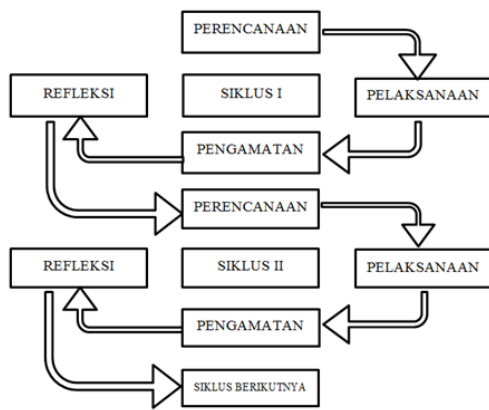 PERENCANAAN
REFLEKSI
SIKLUS I
PELAKSANAAN
PENGAMATAN
PERENCANAAN
REFLEKSI
SIKLUS II
PELAKSANAAN
PENGAMATAN
SIKLUS BERIKUTNYA